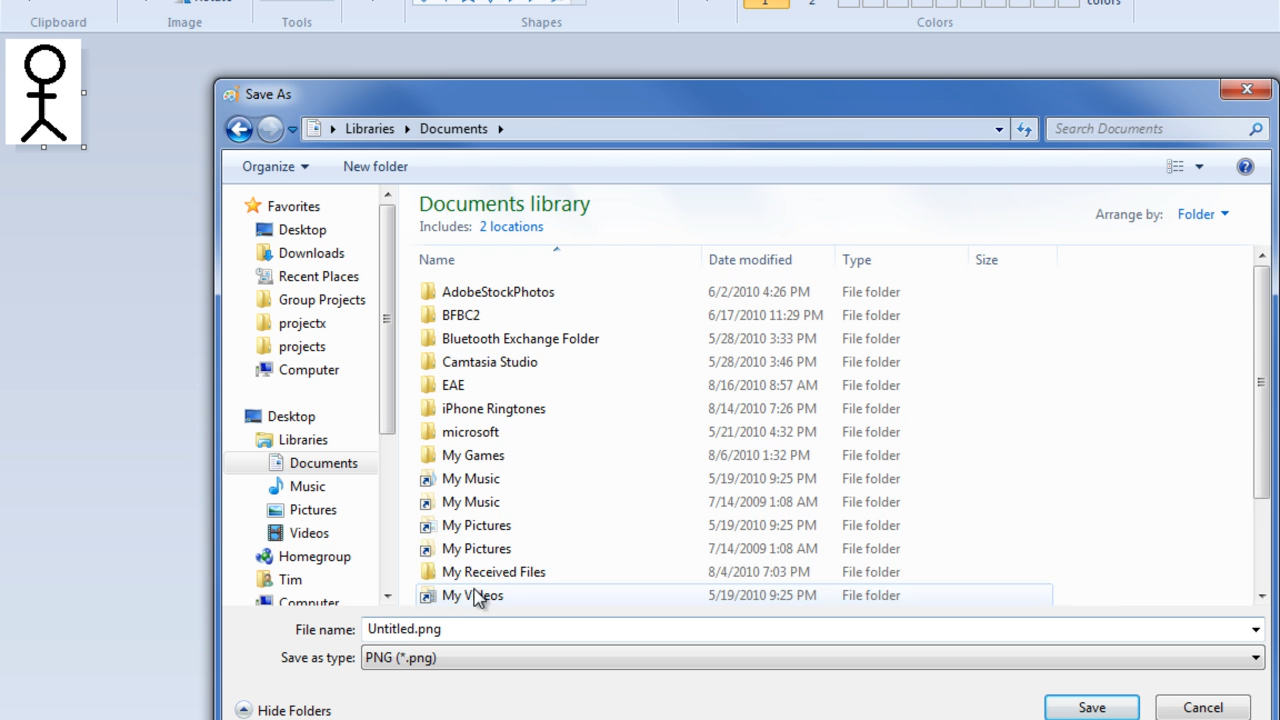 Rotate
1 2 colors
Clipboard Image Tools Shapes Colors
Save As
Libraries Documents
Search Documents
Organize New folder
Favorites
Desktop
Downloads
Recent Places
Group Projects
projectx
projects
Computer
Desktop
Libraries
Documents
Music
Pictures
Videos
Homegroup
Tim
Computer
Documents library
Includes: 2 locations
Arrange by: Folder
Name Date modified Type Size
AdobeStockPhotos 6/2/2010 4:26 PM File folder
BFBC2 6/17/2010 11:29 PM File folder
Bluetooth Exchange Folder 5/28/2010 3:33 PM File folder
Camtasia Studio 5/28/2010 3:46 PM File folder
EAE 8/16/2010 8:57 AM File folder
iPhone Ringtones 8/14/2010 7:26 PM File folder
microsoft 5/21/2010 4:32 PM File folder
My Games 8/6/2010 1:32 PM File folder
My Music 5/19/2010 9:25 PM File folder
My Music 7/14/2009 1:08 AM File folder
My Pictures 5/19/2010 9:25 PM File folder
My Pictures 7/14/2009 1:08 AM File folder
My Received Files 8/4/2010 7:03 PM File folder
My Videos 5/19/2010 9:25 PM File folder
File name: Untitled.png
Save as type: PNG (*.png)
Hide Folders
Save Cancel